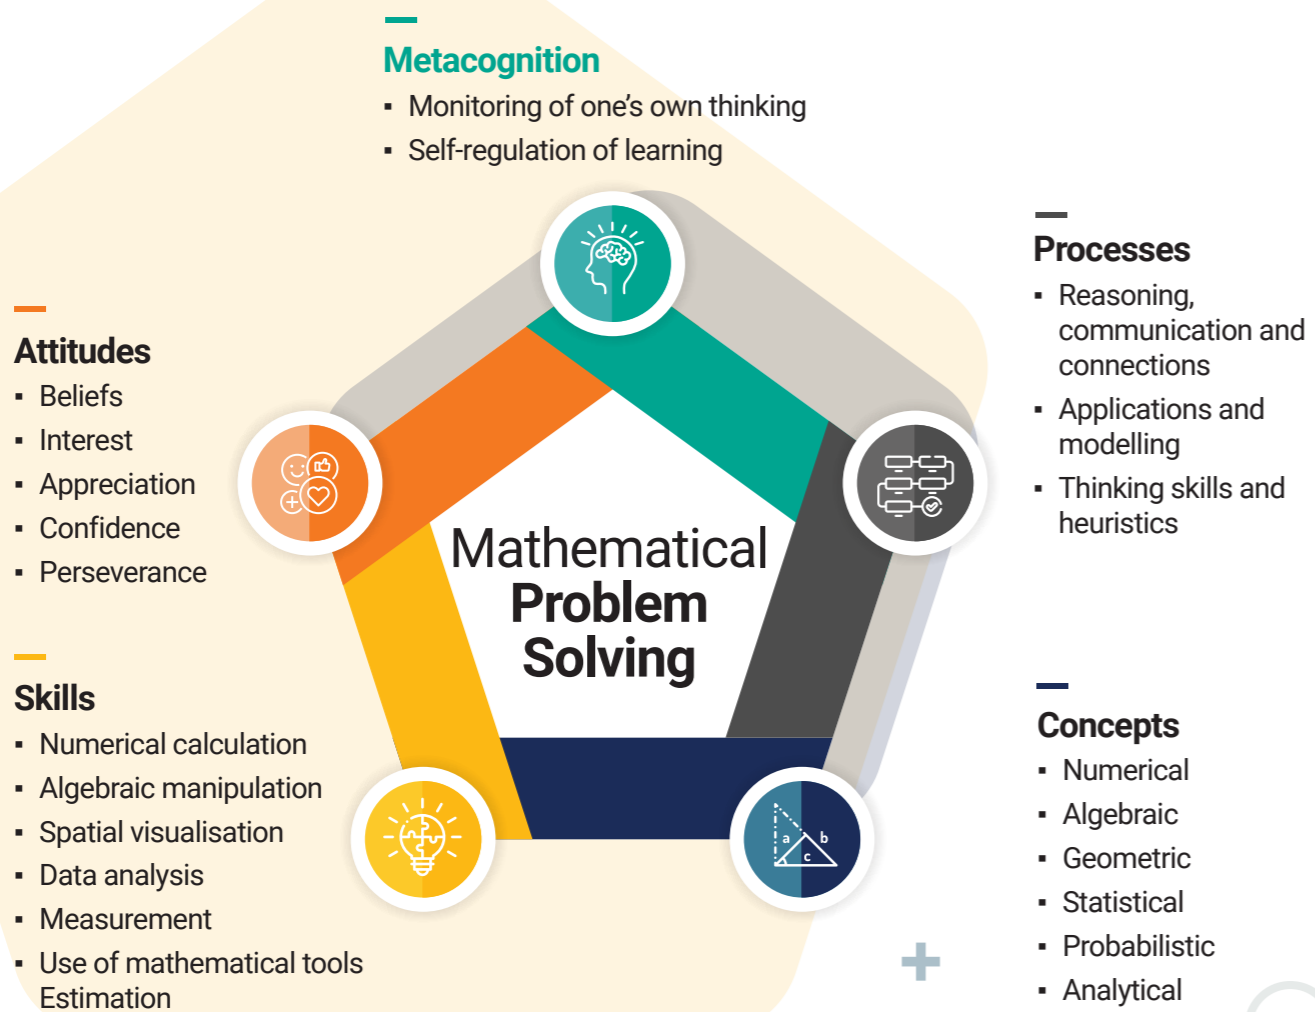 Metacognition
▪ Monitoring of one's own thinking
▪ Self-regulation of learning
Processes
▪ Reasoning,
communication and
connections
▪ Applications and
modelling
▪ Thinking skills and
heuristics
Attitudes
▪ Beliefs
▪ Interest
▪ Appreciation
▪ Confidence
▪ Perseverance
Mathematical
Problem
Solving
Skills
▪ Numerical calculation
▪ Algebraic manipulation
▪ Spatial visualisation
▪ Data analysis
▪ Measurement
▪ Use of mathematical tools
Estimation
a
b
c
Concepts
▪ Numerical
▪ Algebraic
▪ Geometric
▪ Statistical
▪ Probabilistic
▪ Analytical